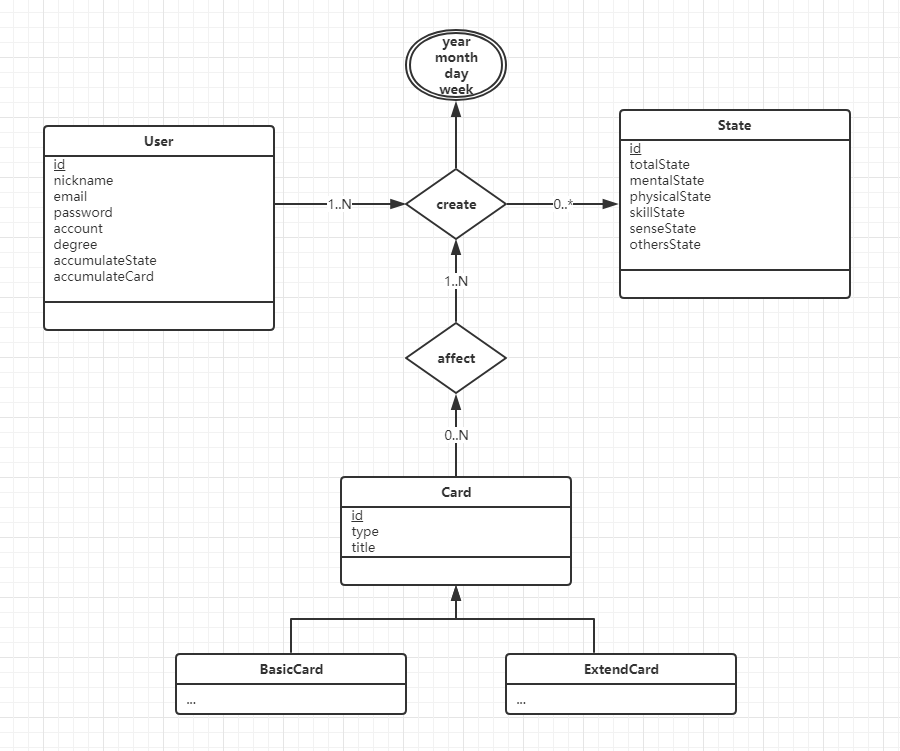 year
month
day
week
User
id
nickname
email
password
account
degree
accumulateState
accumulateCard
1..N
create
0..*
State
id
totalState
mentalState
physicalState
skillState
senseState
othersState
1..N
affect
0..N
Card
id
type
title
BasicCard
...
ExtendCard
...